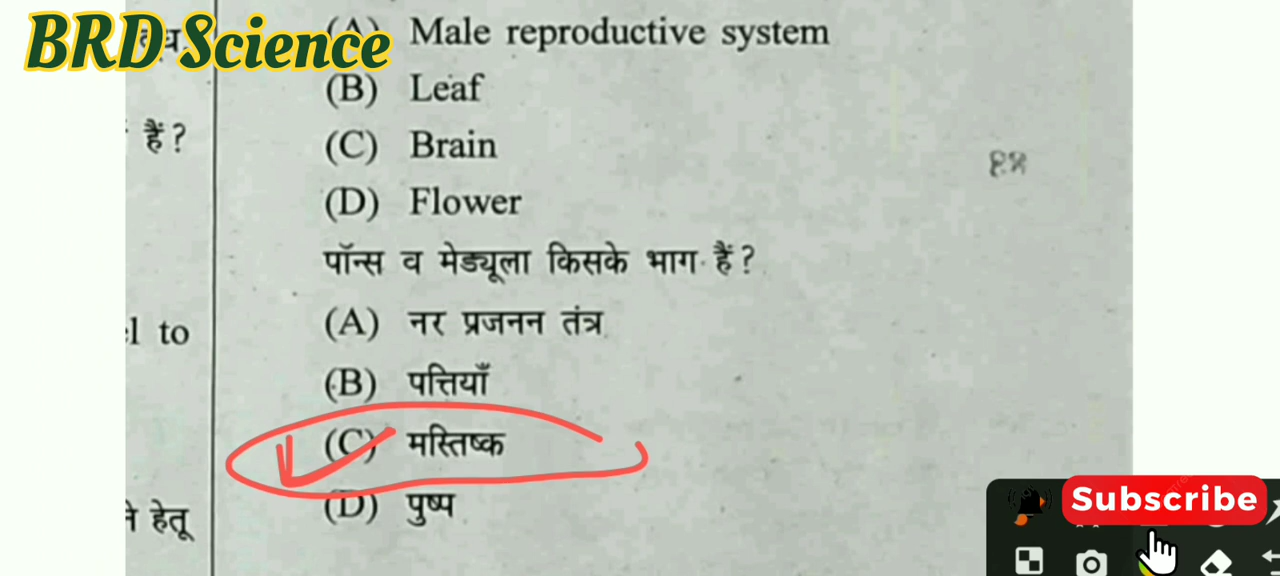 BRD Science
(A) Male reproductive system
(B) Leaf
हैं?
(C) Brain
(D) Flower
पॉन्स व मेड्यूला किसके भाग हैं?
(A) नर प्रजनन तंत्र
l to
(B) पत्तियाँ
(C) मस्तिष्क
(D) पुष्प
ने हेतू
Subscribe